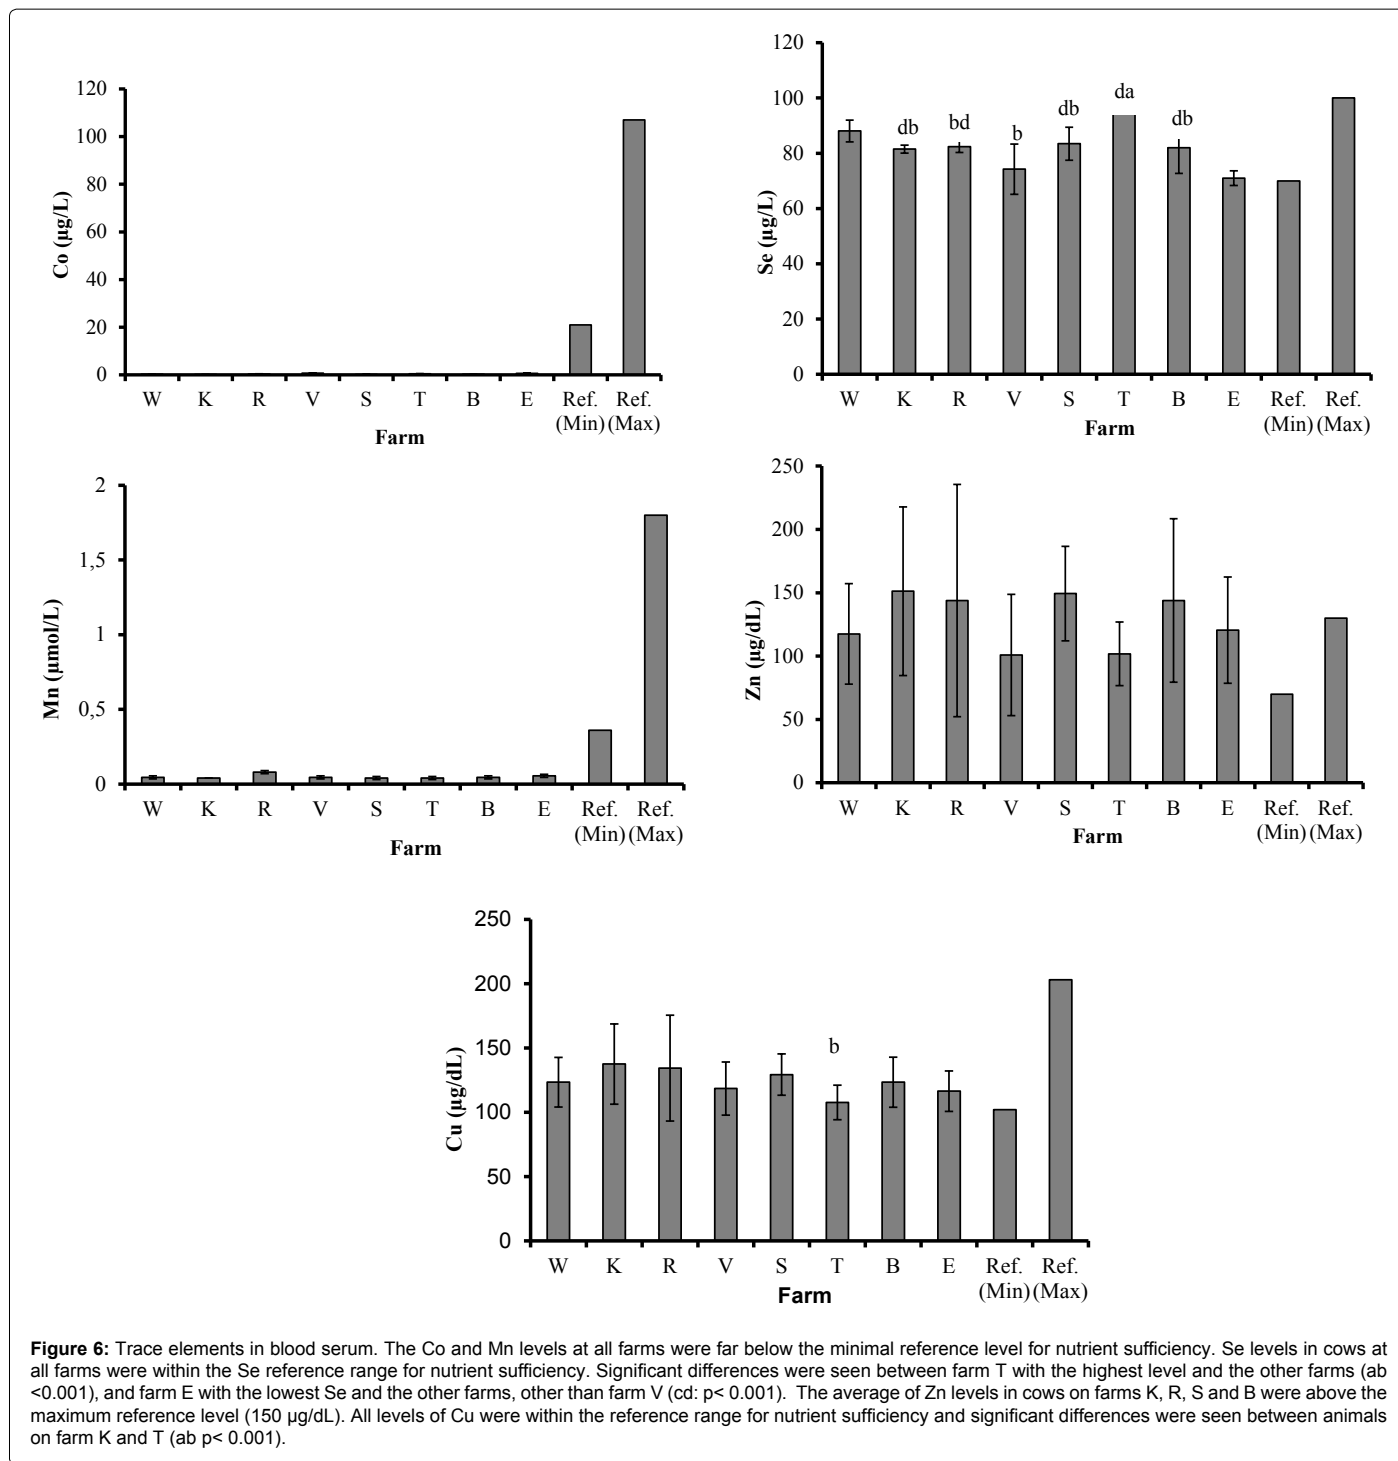 120
100
80
60
40
20
0
Co (µg/L)
W K R V S T B E Ref. (Min) Ref. (Max)
Farm
120
100
80
60
40
20
0
Se (µg/L)
db bd b db da db
W K R V S T B E Ref. (Min) Ref. (Max)
Farm
2
1,5
1
0,5
0
Mn (µmol/L)
W K R V S T B E Ref. (Min) Ref. (Max)
Farm
250
200
150
100
50
0
Zn (µg/dL)
W K R V S T B E Ref. (Min) Ref. (Max)
Farm
250
200
150
100
50
0
Cu (µg/dL)
b
W K R V S T B E Ref. (Min) Ref. (Max)
Farm
Figure 6: Trace elements in blood serum. The Co and Mn levels at all farms were far below the minimal reference level for nutrient sufficiency. Se levels in cows at
all farms were within the Se reference range for nutrient sufficiency. Significant differences were seen between farm T with the highest level and the other farms (ab
<0.001), and farm E with the lowest Se and the other farms, other than farm V (cd: p< 0.001). The average of Zn levels in cows on farms K, R, S and B were above the
maximum reference level (150 µg/dL). All levels of Cu were within the reference range for nutrient sufficiency and significant differences were seen between animals
on farm K and T (ab p< 0.001).